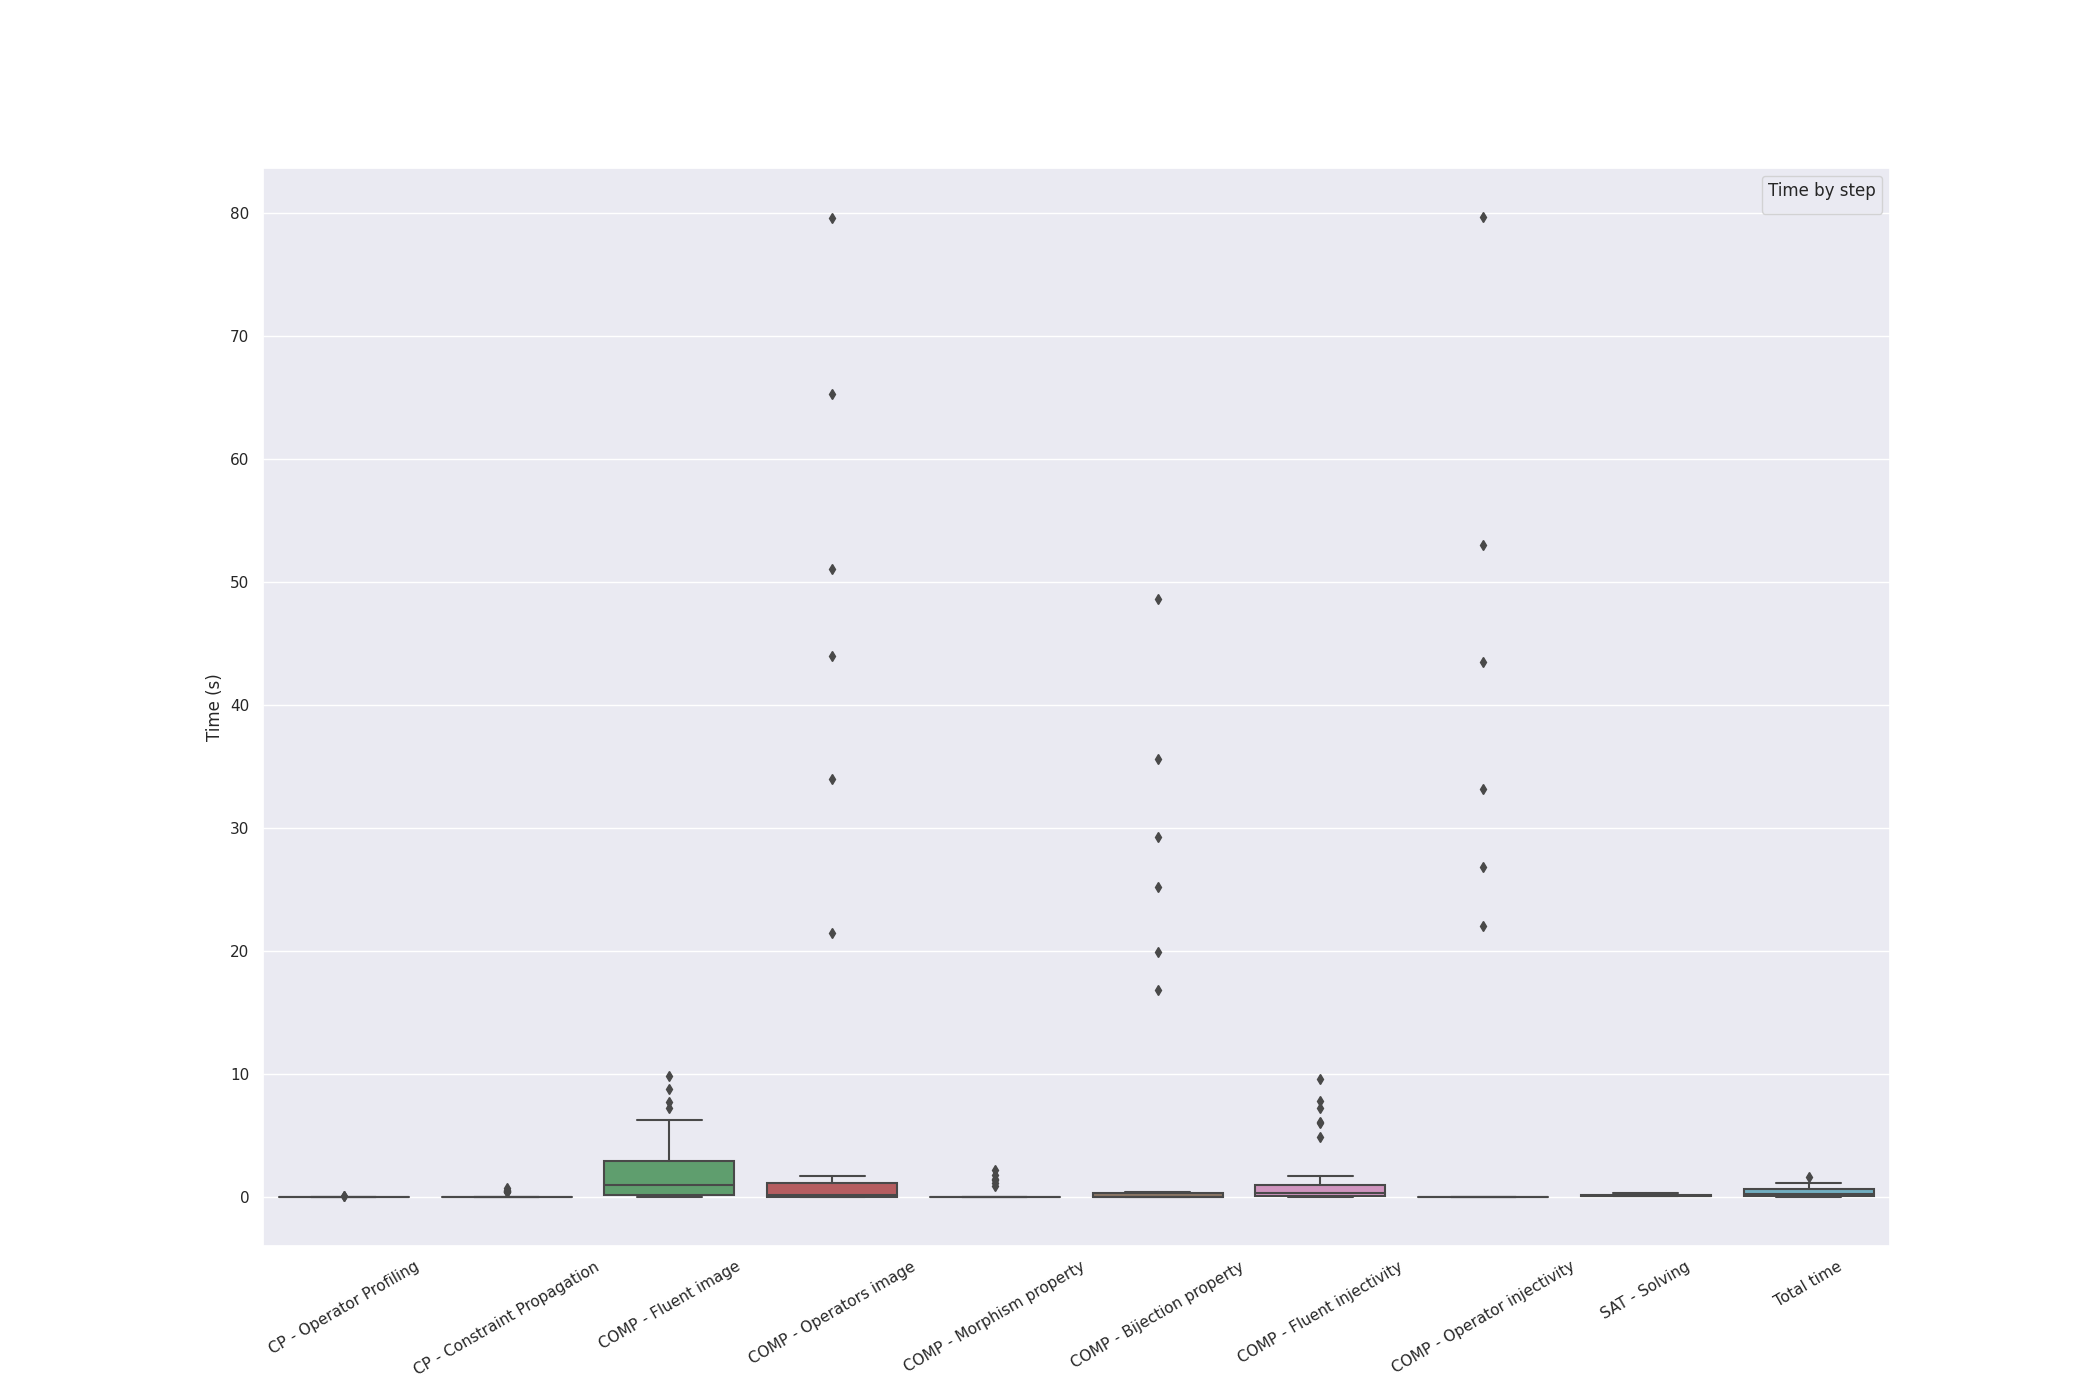 Time by step
80
70
60
50
40
30
20
10
0
Time (s)
CP - Operator Profiling
CP - Constraint Propagation
COMP - Fluent image
COMP - Operators image
COMP - Morphism property
COMP - Bijection property
COMP - Fluent injectivity
COMP - Operator injectivity
SAT - Solving
Total time